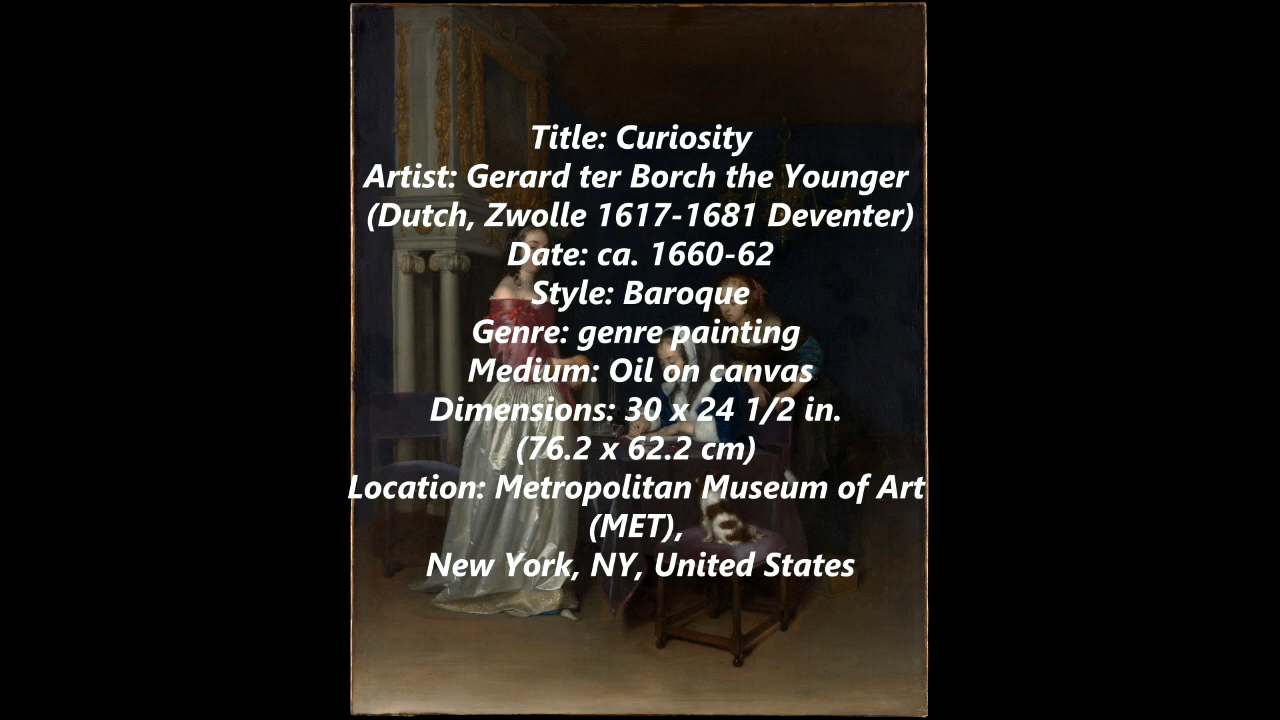 Title: Curiosity
Artist: Gerard ter Borch the Younger
(Dutch, Zwolle 1617-1681 Deventer)
Date: ca. 1660-62
Style: Baroque
Genre: genre painting
Medium: Oil on canvas
Dimensions: 30 x 24 1/2 in.
(76.2 x 62.2 cm)
Location: Metropolitan Museum of Art
(MET),
New York, NY, United States